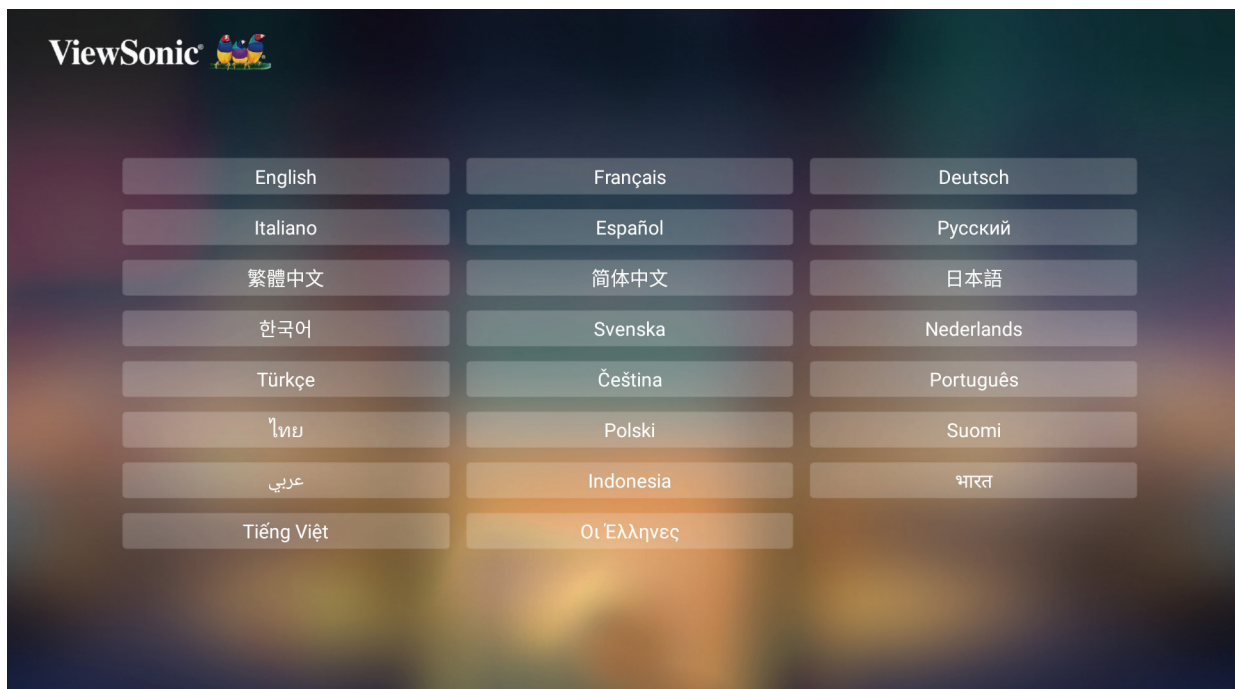 ViewSonic®
English Français Deutsch
Italiano Español Русский
繁體中文 简体中文 日本語
한국어 Svenska Nederlands
Türkçe Čeština Português
ไทย Polski Suomi
عربي Indonesia भारत
Tiếng Việt Οι Έλληνες